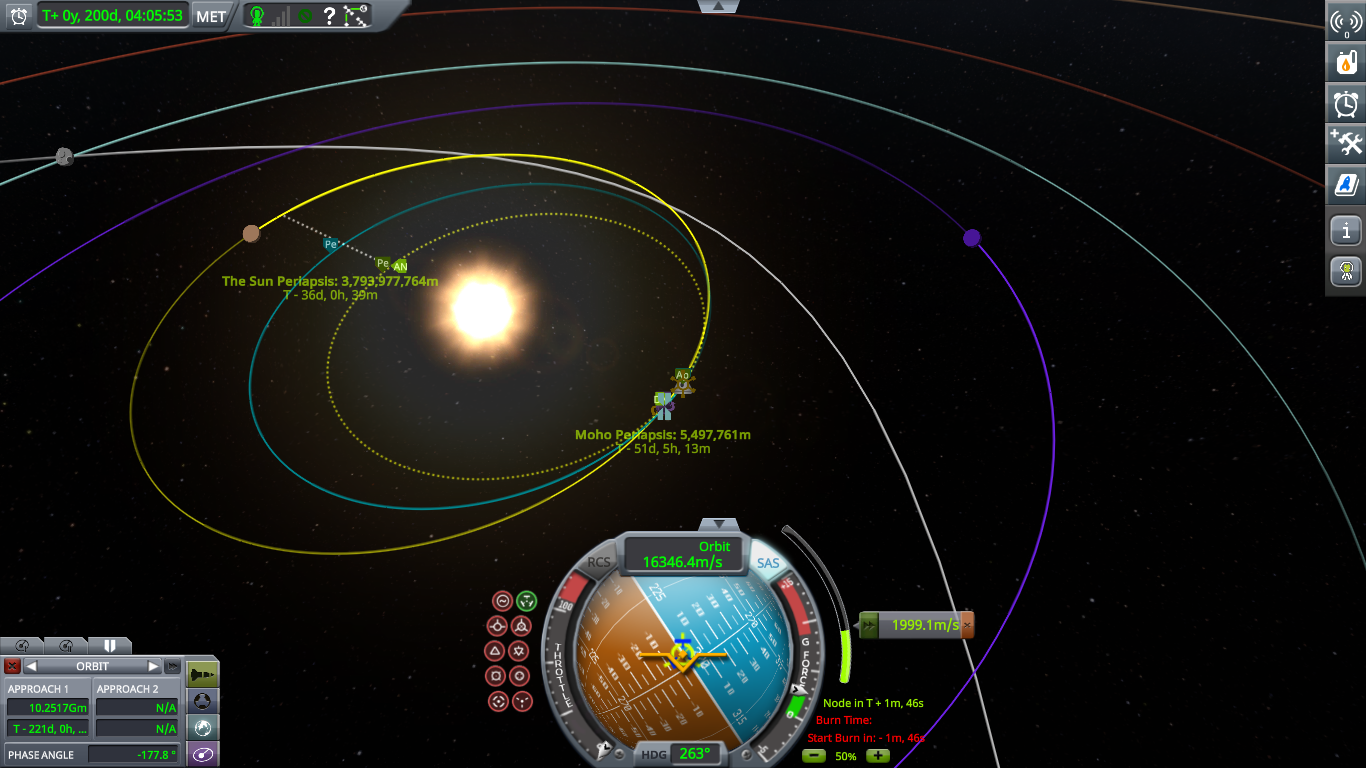 T+ 0y, 200d, 04:05:53
MET
?
0
Pe
Pe
AN
The Sun Periapsis: 3,793,977,764m
T - 36d, 0h, 39m
Ap
Moho Periapsis: 5,497,761m
T - 51d, 5h, 13m
Orbit
16346.4m/s
RCS
SAS
THROTTLE
G FORCE
1999.1m/s
Node in T + 1m, 46s
Burn Time:
Start Burn in: - 1m, 46s
50%
HDG
263°
ORBIT
APPROACH 1
APPROACH 2
10.2517Gm
N/A
T - 221d, 0h, ...
N/A
PHASE ANGLE
-177.8 °